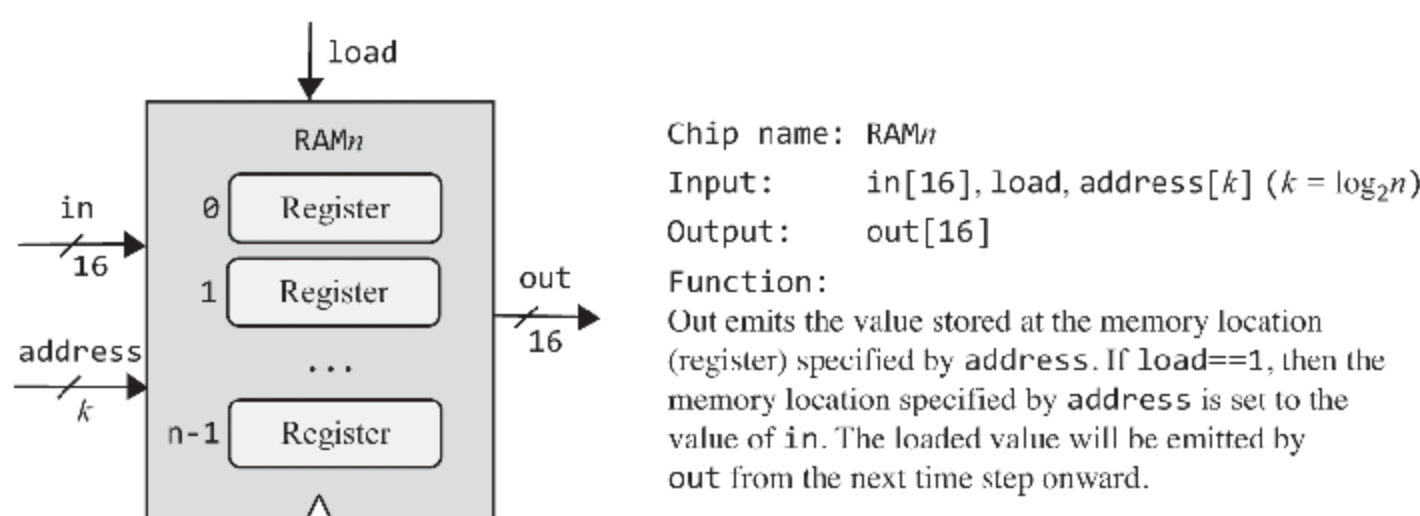 load
RAMn
in
16
0 Register
1 Register
out
16
address
k
...
n-1 Register
Chip name: RAMn
Input: in[16], load, address[k] (k = log₂n)
Output: out[16]
Function:
Out emits the value stored at the memory location
(register) specified by address. If load==1, then the
memory location specified by address is set to the
value of in. The loaded value will be emitted by
out from the next time step onward.